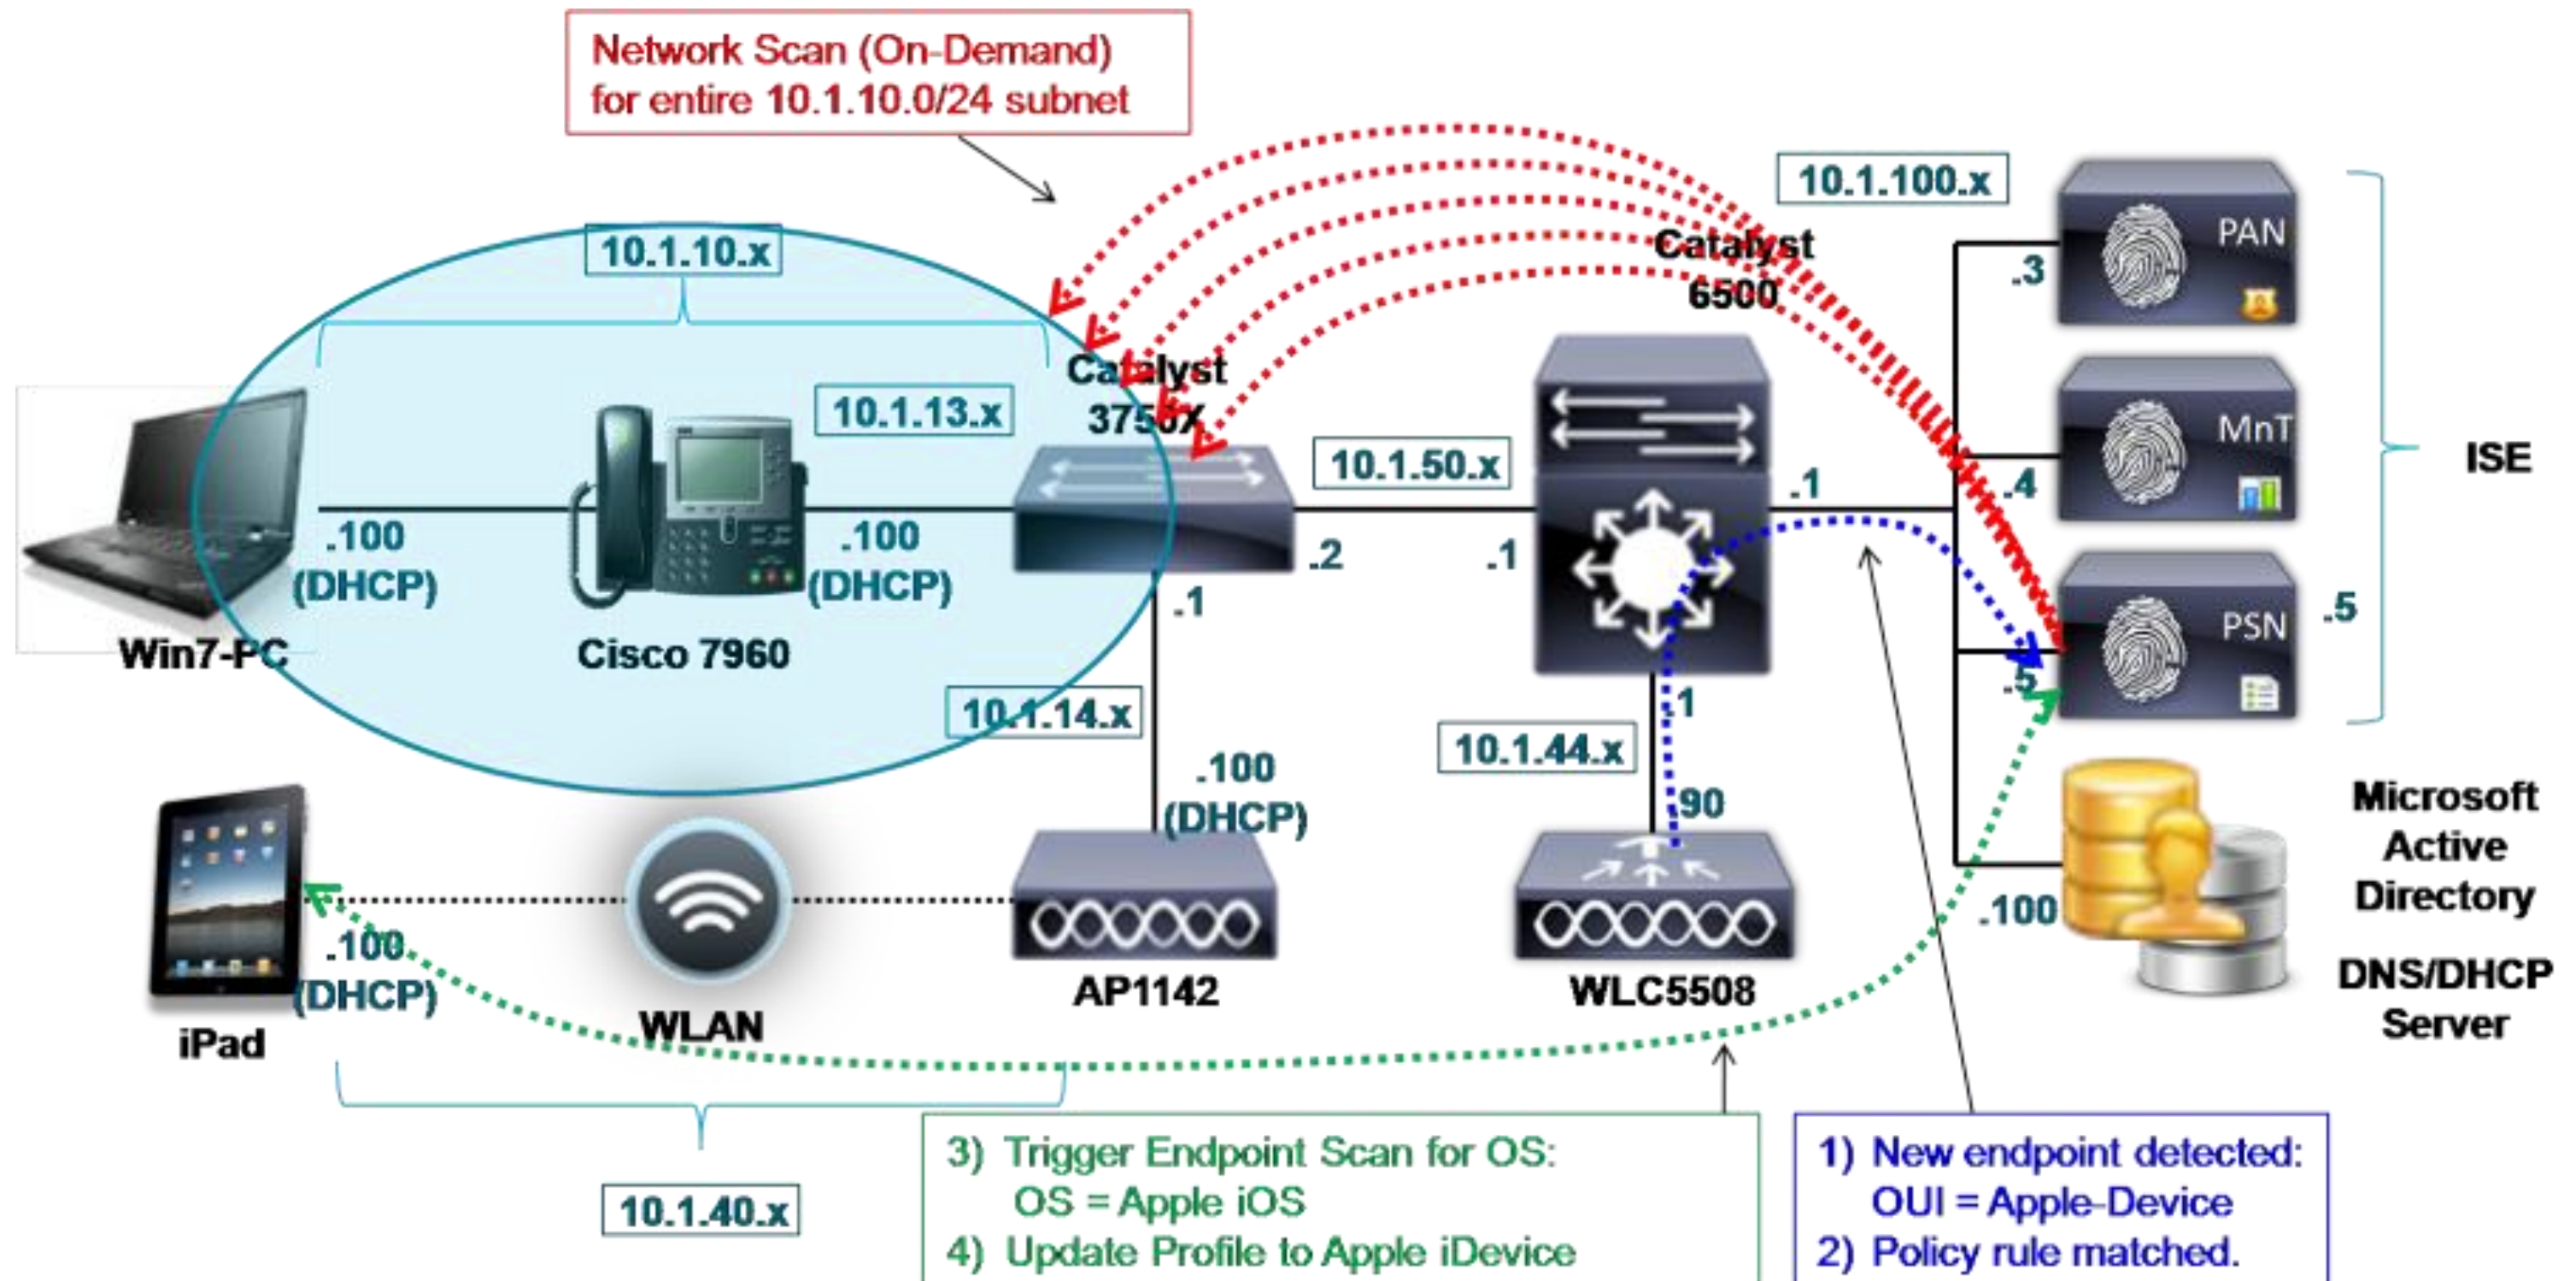 Network Scan (On-Demand)
for entire 10.1.10.0/24 subnet
10.1.100.x
10.1.10.x
Catalyst
6500
PAN
.3
Catalyst
3750X
10.1.13.x
MnT
ISE
10.1.50.x
.1
.4
.100
(DHCP)
.100
(DHCP)
.2
.1
.1
PSN
.5
Win7-PC
Cisco 7960
.5
10.1.14.x
.1
10.1.44.x
.100
(DHCP)
90
Microsoft
Active
Directory
.100
.100
(DHCP)
DNS/DHCP
Server
iPad
WLAN
AP1142
WLC5508
10.1.40.x
3) Trigger Endpoint Scan for OS:
OS = Apple iOS
4) Update Profile to Apple iDevice
1) New endpoint detected:
OUI = Apple-Device
2) Policy rule matched.